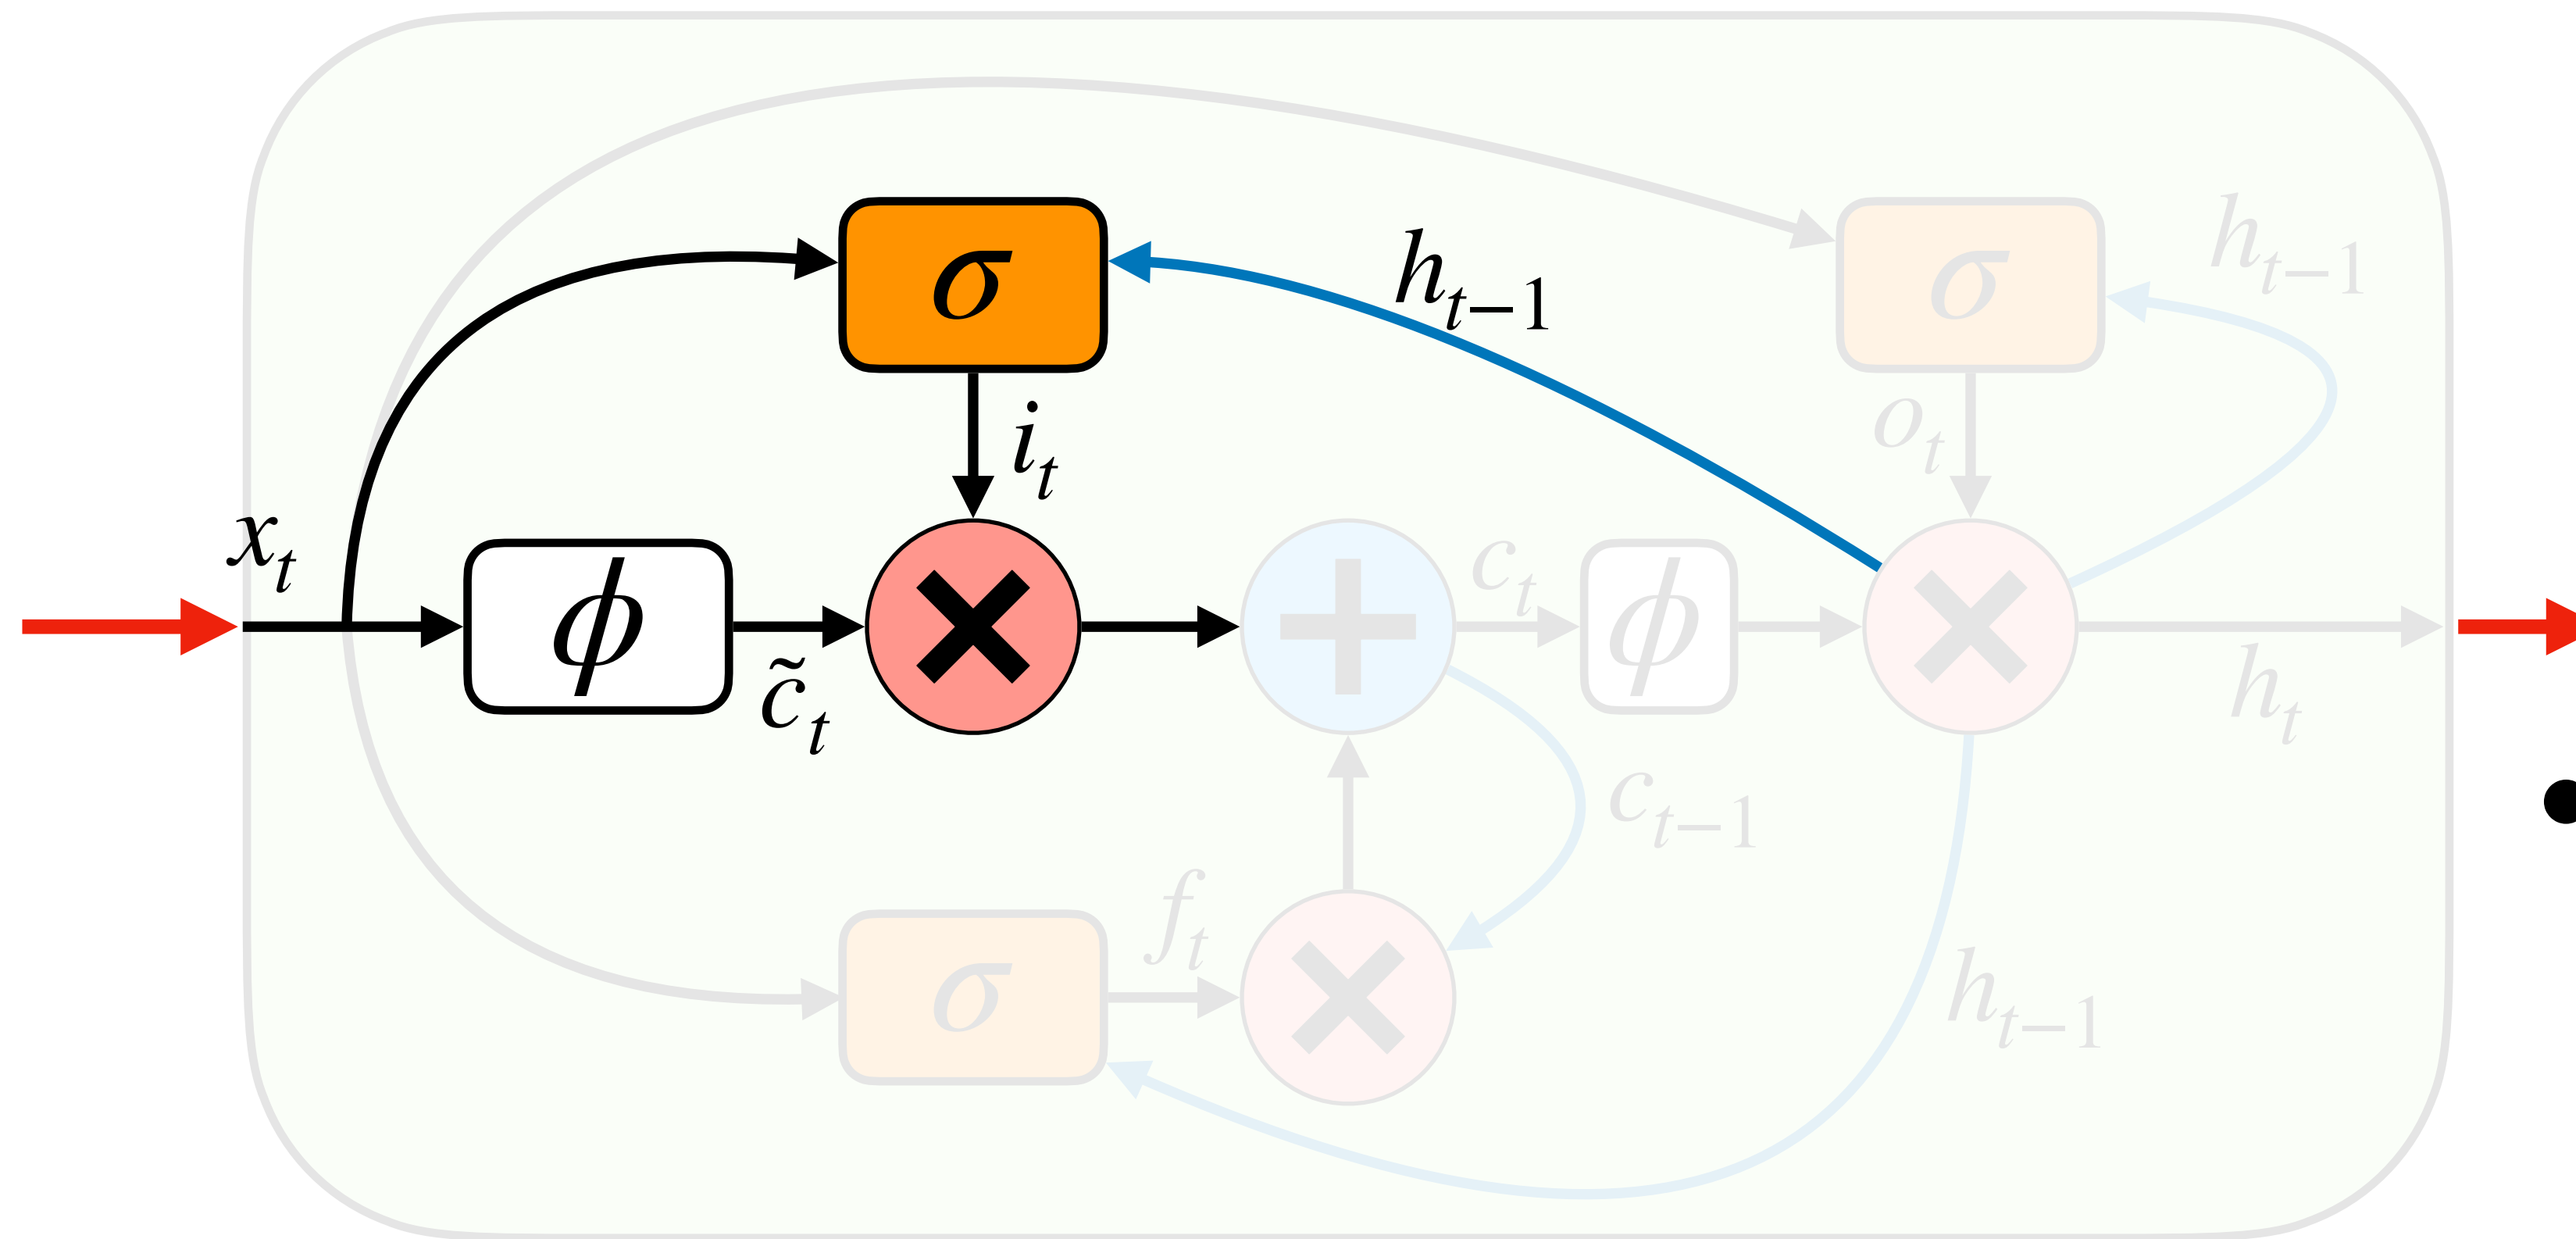 σ
h_{t−1}
σ
h_{t−1}
i_t
o_t
x_t
ϕ
c̃_t
×
+
c_t
ϕ
×
h_t
c_{t−1}
f_t
σ
×
h_{t−1}